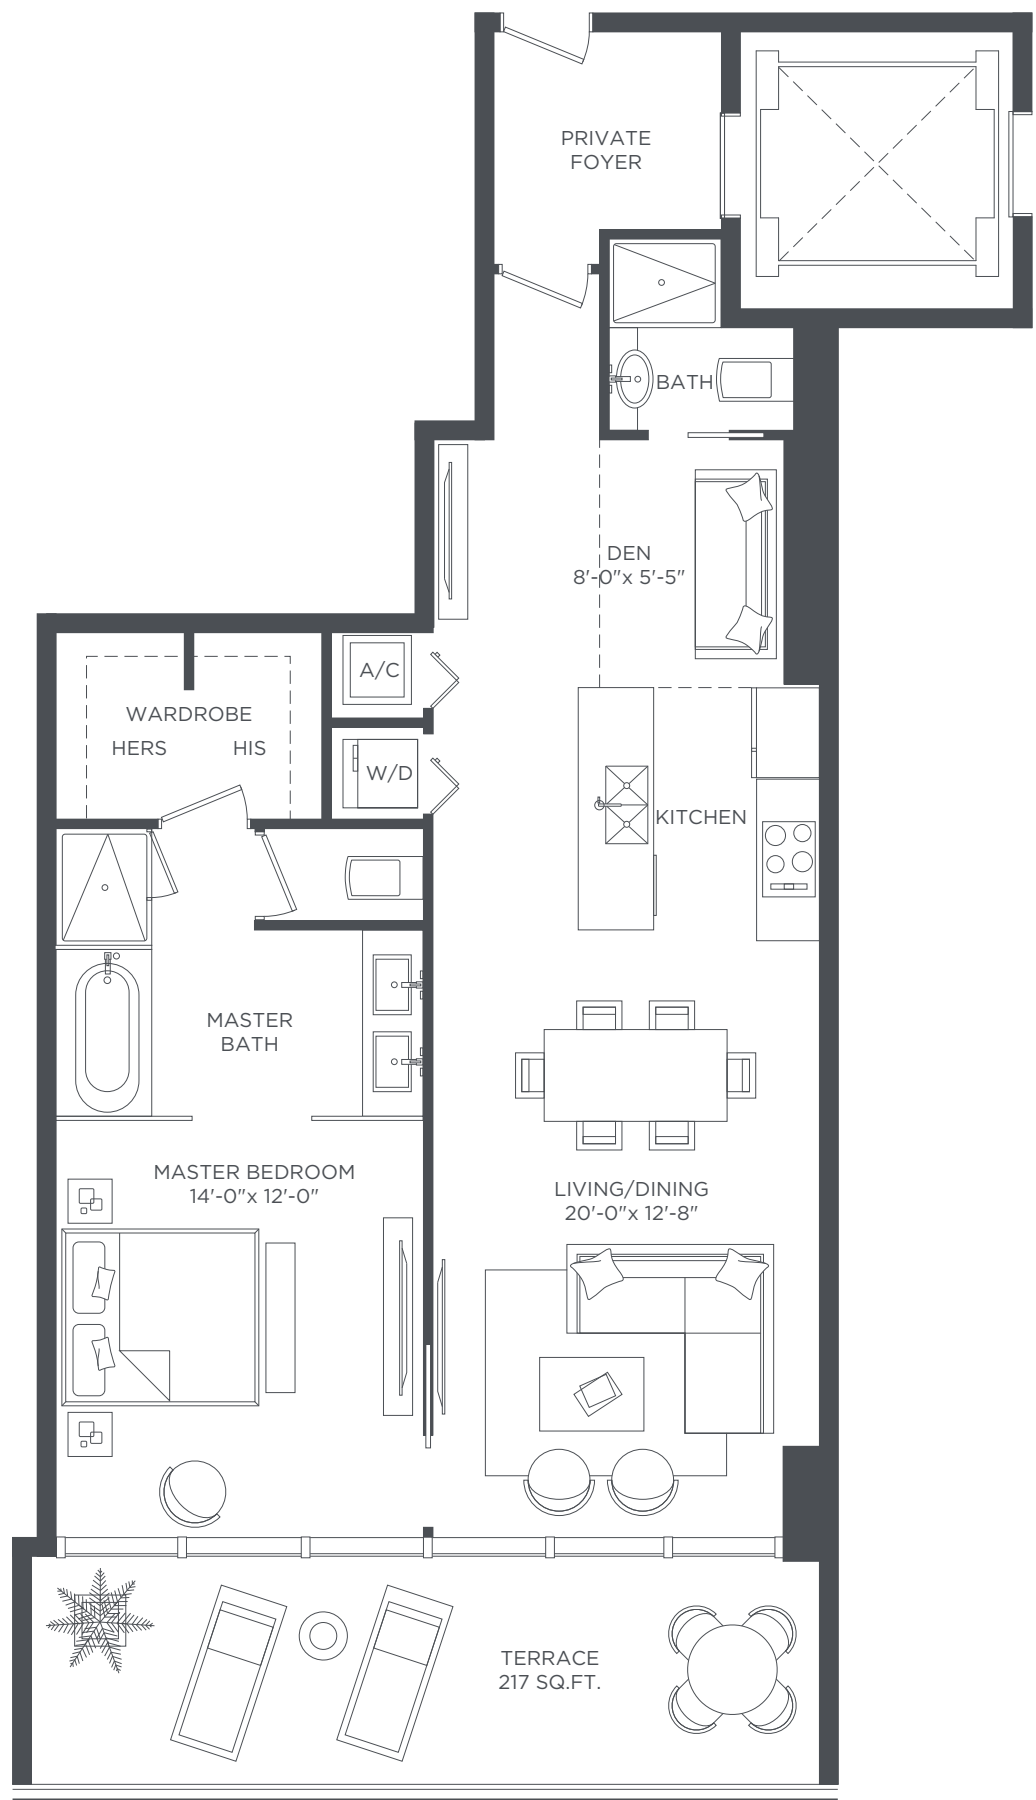 PRIVATE
FOYER
BATH
DEN
8'-0"x 5'-5"
A/C
WARDROBE
HERS HIS
W/D
KITCHEN
MASTER
BATH
MASTER BEDROOM
14'-0"x 12'-0"
LIVING/DINING
20'-0"x 12'-8"
TERRACE
217 SQ.FT.